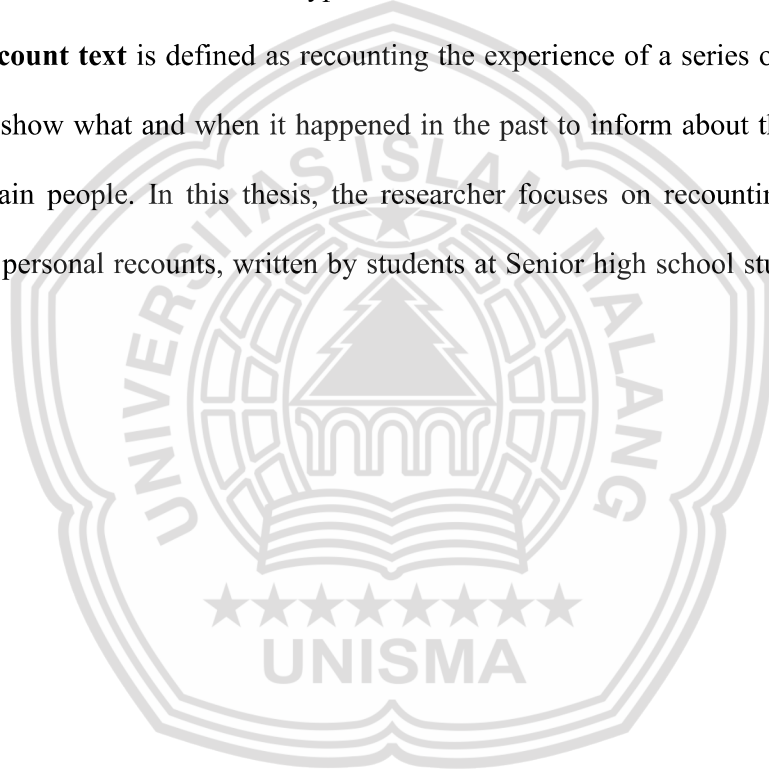 count text is defined as recounting the experience of a series o
show what and when it happened in the past to inform about th
ain people. In this thesis, the researcher focuses on recountin
personal recounts, written by students at Senior high school stu
UNIVERSITAS ISLAM MALANG
UNISMA